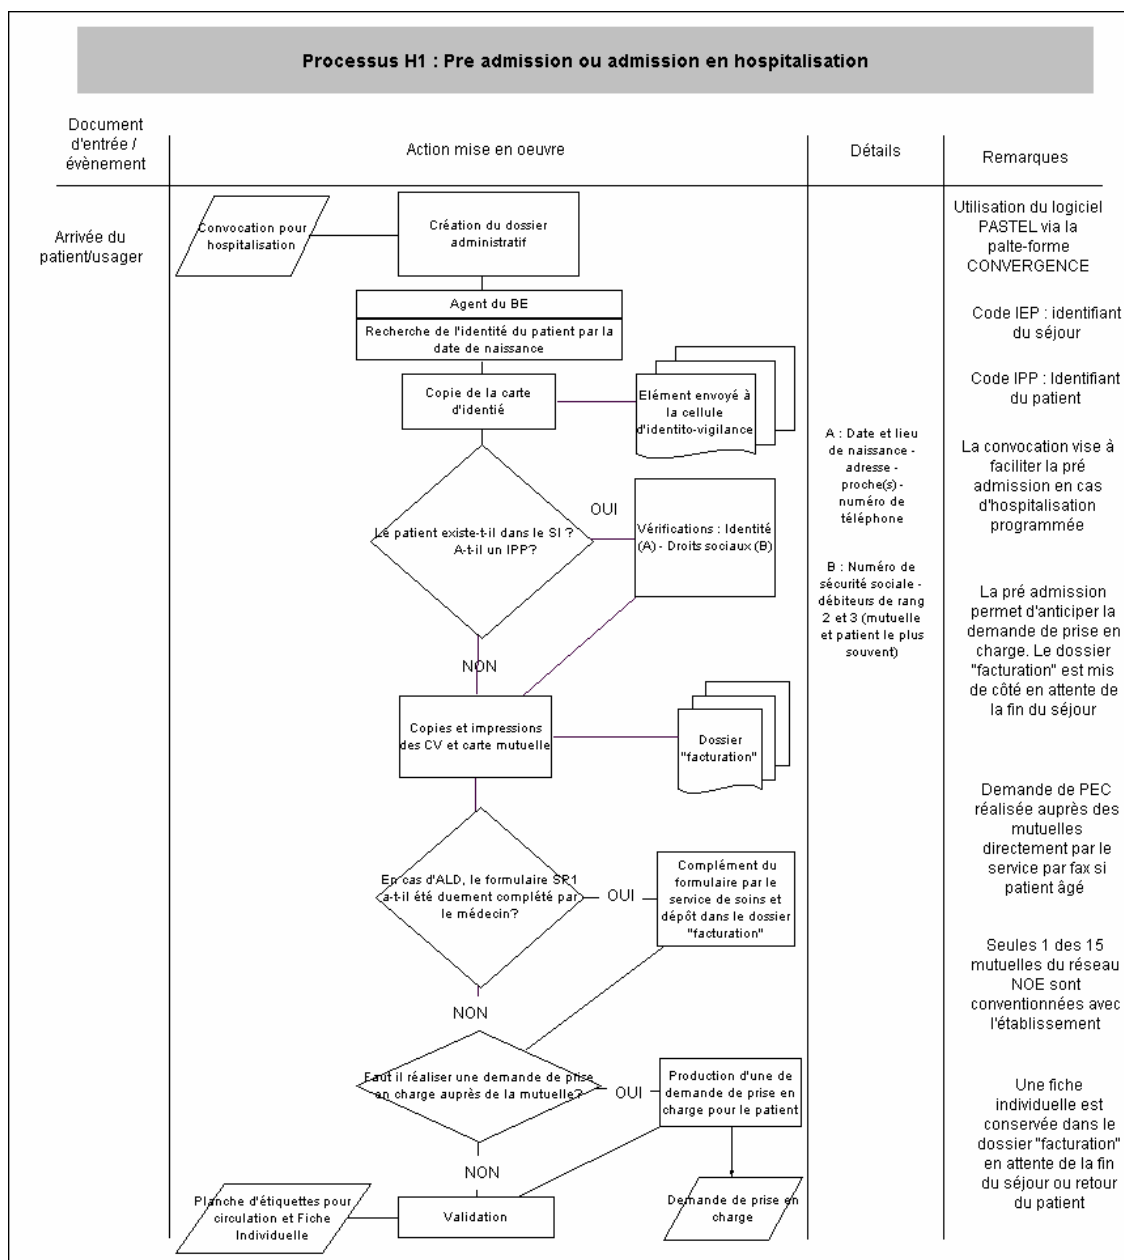 Processus H1 : Pre admission ou admission en hospitalisation
Document
d'entrée /
évènement
Action mise en oeuvre
Détails
Remarques
Arrivée du
patient/usager
Convocation pour
hospitalisation
Création du dossier
administratif
Agent du BE
Recherche de l'identité du patient par la
date de naissance
Copie de la carte
d'identié
Elément envoyé à
la cellule
d'identito-vigilance
Le patient existe-t-il dans le SI ?
A-t-il un IPP?
OUI
Vérifications : Identité
(A) - Droits sociaux (B)
NON
Copies et impressions
des CV et carte mutuelle
Dossier
"facturation"
En cas d'ALD, le formulaire SP1
a-t-il été duement complété par
le médecin?
OUI
Complément du
formulaire par le
service de soins et
dépôt dans le dossier
"facturation"
NON
Faut il réaliser une demande de prise
en charge auprès de la mutuelle?
OUI
Production d'une de
demande de prise en
charge pour le patient
NON
Planche d'étiquettes pour
circulation et Fiche
Individuelle
Validation
Demande de prise en
charge
A : Date et lieu
de naissance -
adresse -
proche(s) -
numéro de
téléphone
B : Numéro de
sécurité sociale -
débiteurs de rang
2 et 3 (mutuelle
et patient le plus
souvent)
Utilisation du logiciel
PASTEL via la
palte-forme
CONVERGENCE
Code IEP : identifiant
du séjour
Code IPP : Identifiant
du patient
La convocation vise à
faciliter la pré
admission en cas
d'hospitalisation
programmée
La pré admission
permet d'anticiper la
demande de prise en
charge. Le dossier
"facturation" est mis
de côté en attente de
la fin du séjour
Demande de PEC
réalisée auprès des
mutuelles
directement par le
service par fax si
patient âgé
Seules 1 des 15
mutuelles du réseau
NOE sont
conventionnées avec
l'établissement
Une fiche
individuelle est
conservée dans le
dossier "facturation"
en attente de la fin
du séjour ou retour
du patient